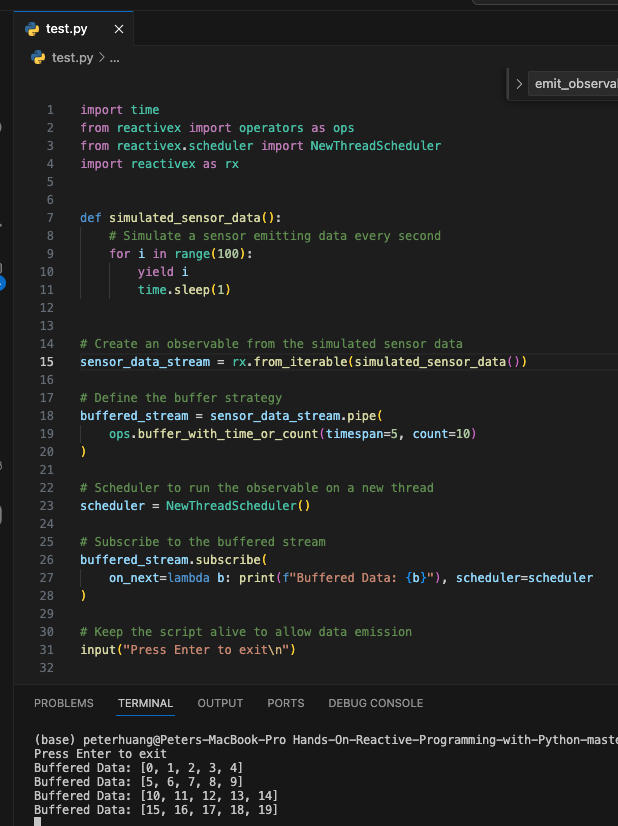 test.py
test.py > ...
emit_observa
1 import time
2 from reactivex import operators as ops
3 from reactivex.scheduler import NewThreadScheduler
4 import reactivex as rx
5
6
7 def simulated_sensor_data():
8     # Simulate a sensor emitting data every second
9     for i in range(100):
10         yield i
11         time.sleep(1)
12
13
14 # Create an observable from the simulated sensor data
15 sensor_data_stream = rx.from_iterable(simulated_sensor_data())
16
17 # Define the buffer strategy
18 buffered_stream = sensor_data_stream.pipe(
19     ops.buffer_with_time_or_count(timespan=5, count=10)
20 )
21
22 # Scheduler to run the observable on a new thread
23 scheduler = NewThreadScheduler()
24
25 # Subscribe to the buffered stream
26 buffered_stream.subscribe(
27     on_next=lambda b: print(f"Buffered Data: {b}"), scheduler=scheduler
28 )
29
30 # Keep the script alive to allow data emission
31 input("Press Enter to exit\n")
32
PROBLEMS TERMINAL OUTPUT PORTS DEBUG CONSOLE
(base) peterhuang@Peters-MacBook-Pro Hands-On-Reactive-Programming-with-Python-maste
Press Enter to exit
Buffered Data: [0, 1, 2, 3, 4]
Buffered Data: [5, 6, 7, 8, 9]
Buffered Data: [10, 11, 12, 13, 14]
Buffered Data: [15, 16, 17, 18, 19]